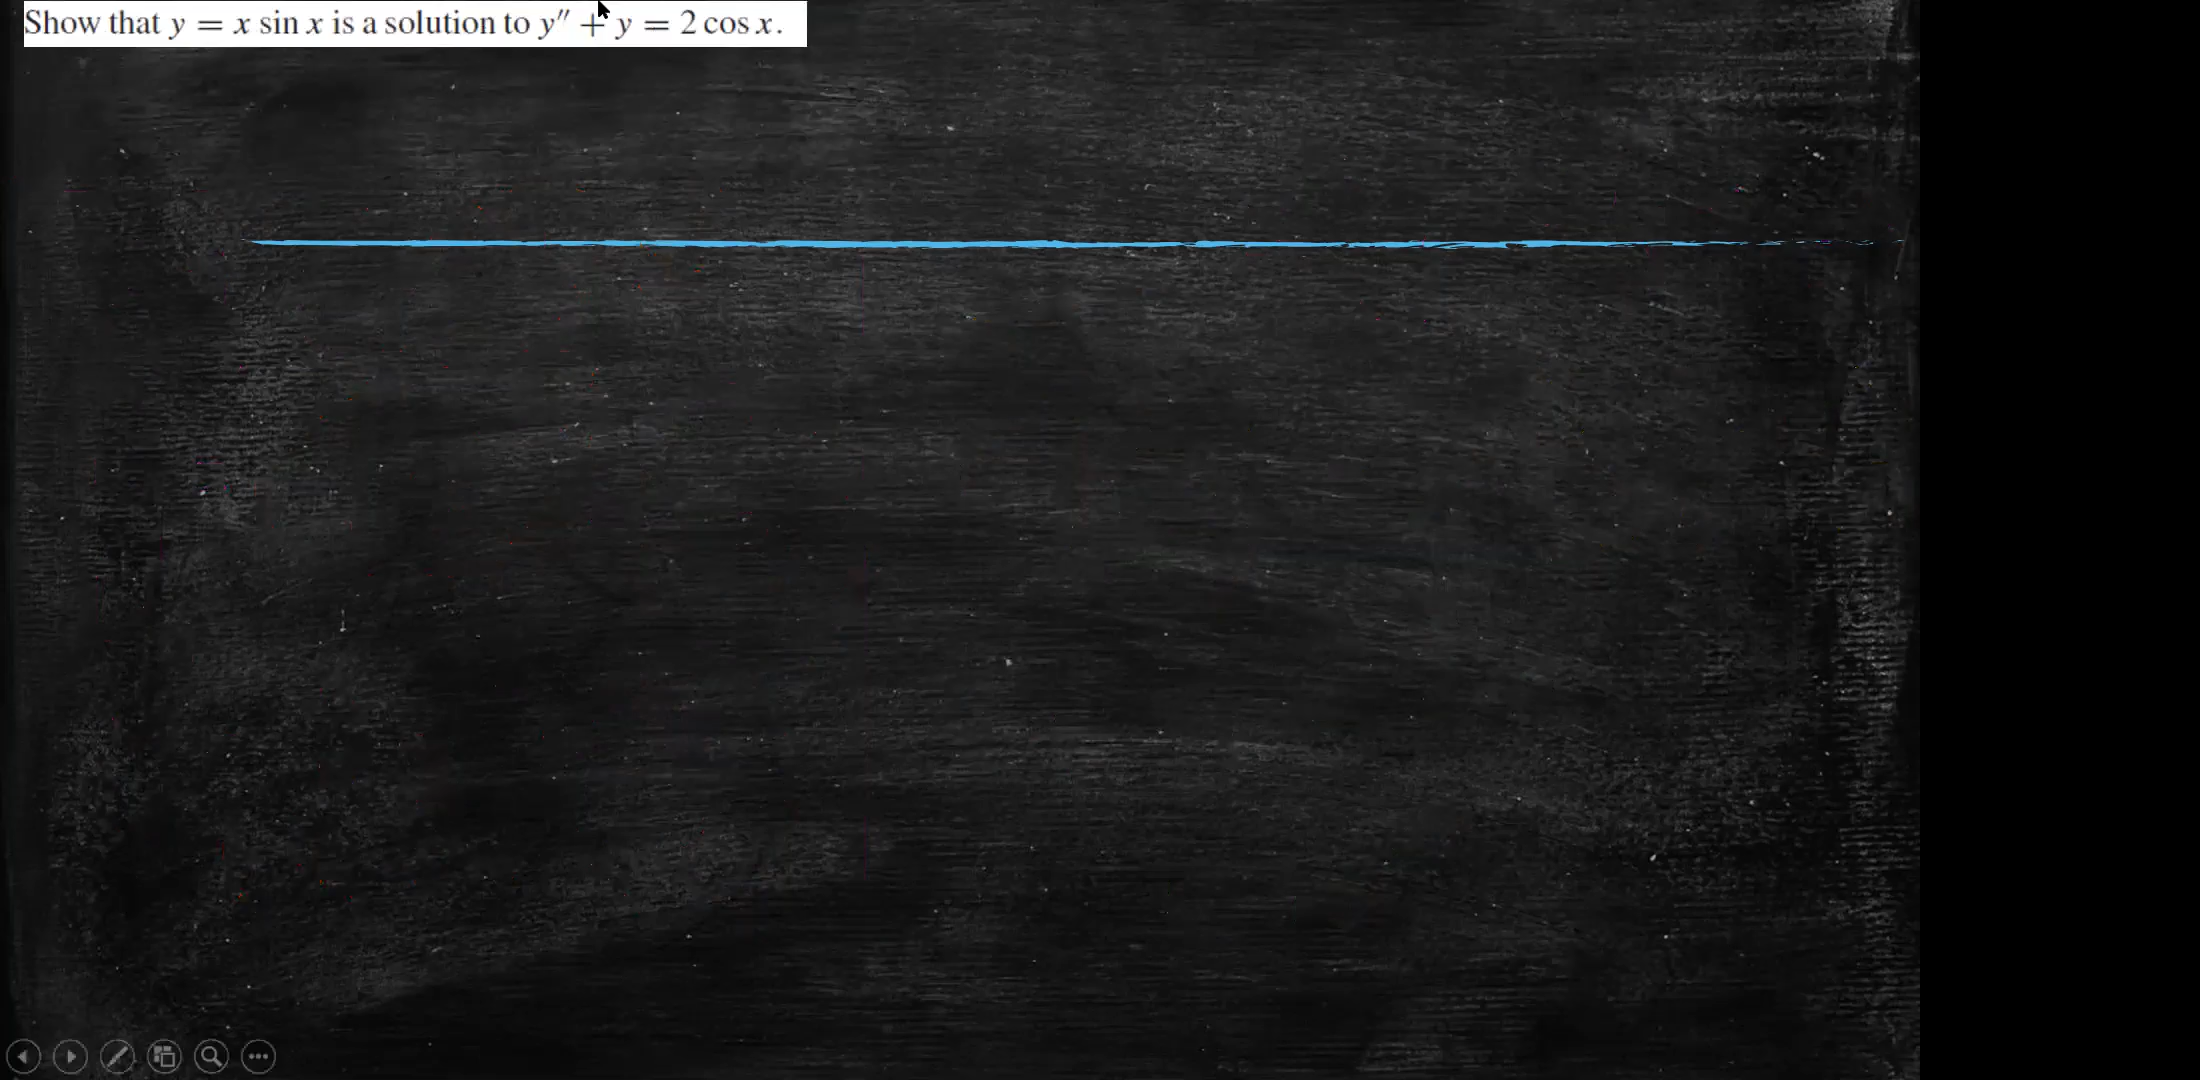 Show that y = x sin x is a solution to y″ + y = 2 cos x.